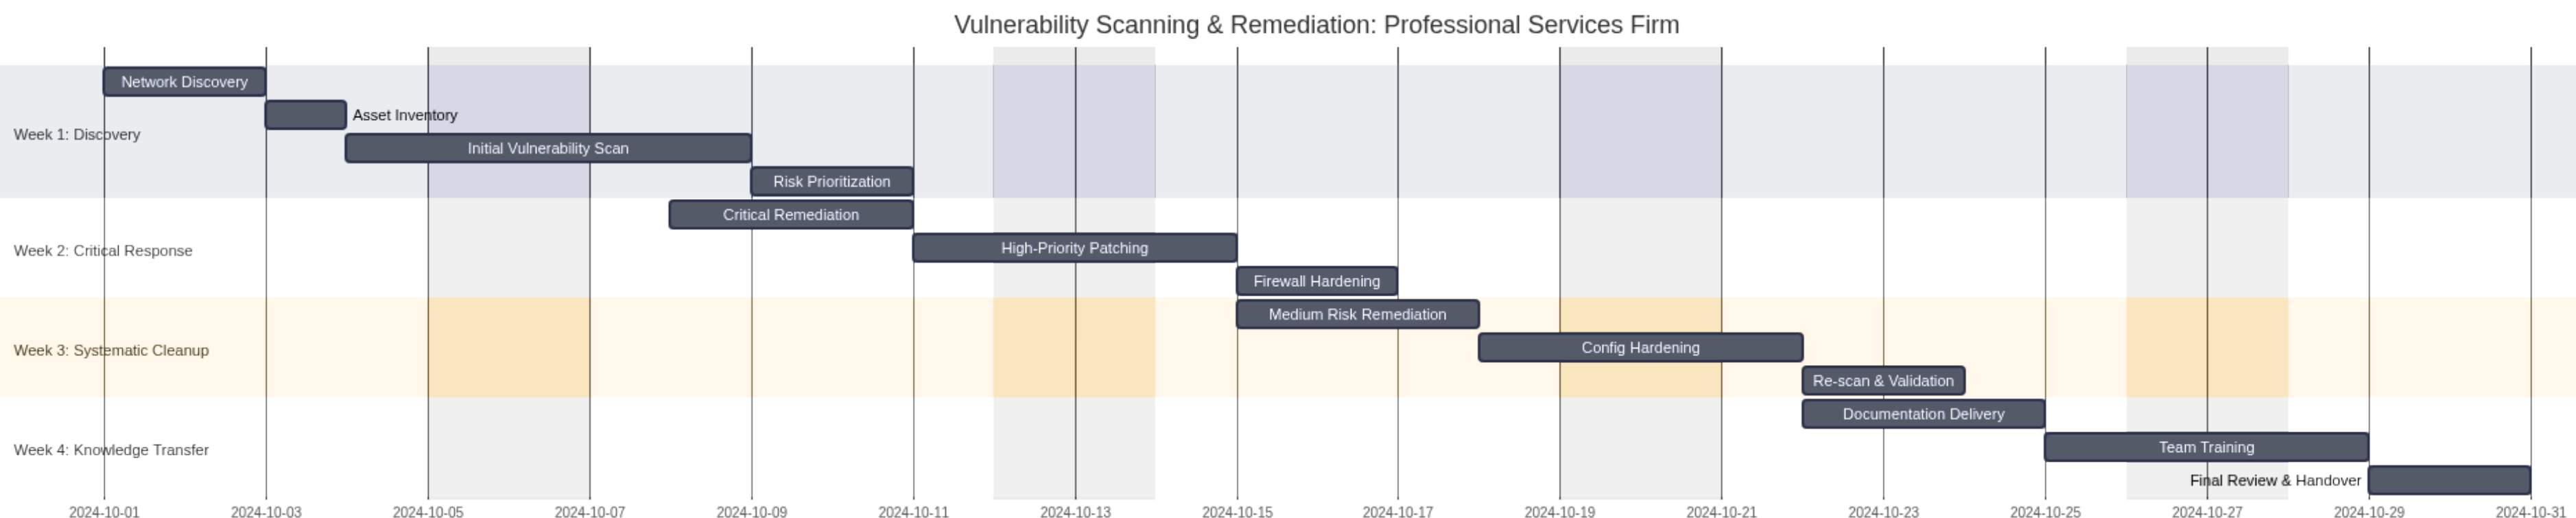 Vulnerability Scanning & Remediation: Professional Services Firm
Network Discovery
Asset Inventory
Week 1: Discovery
Initial Vulnerability Scan
Risk Prioritization
Critical Remediation
Week 2: Critical Response
High-Priority Patching
Firewall Hardening
Medium Risk Remediation
Week 3: Systematic Cleanup
Config Hardening
Re-scan & Validation
Documentation Delivery
Week 4: Knowledge Transfer
Team Training
Final Review & Handover
2024-10-01
2024-10-03
2024-10-05
2024-10-07
2024-10-09
2024-10-11
2024-10-13
2024-10-15
2024-10-17
2024-10-19
2024-10-21
2024-10-23
2024-10-25
2024-10-27
2024-10-29
2024-10-31